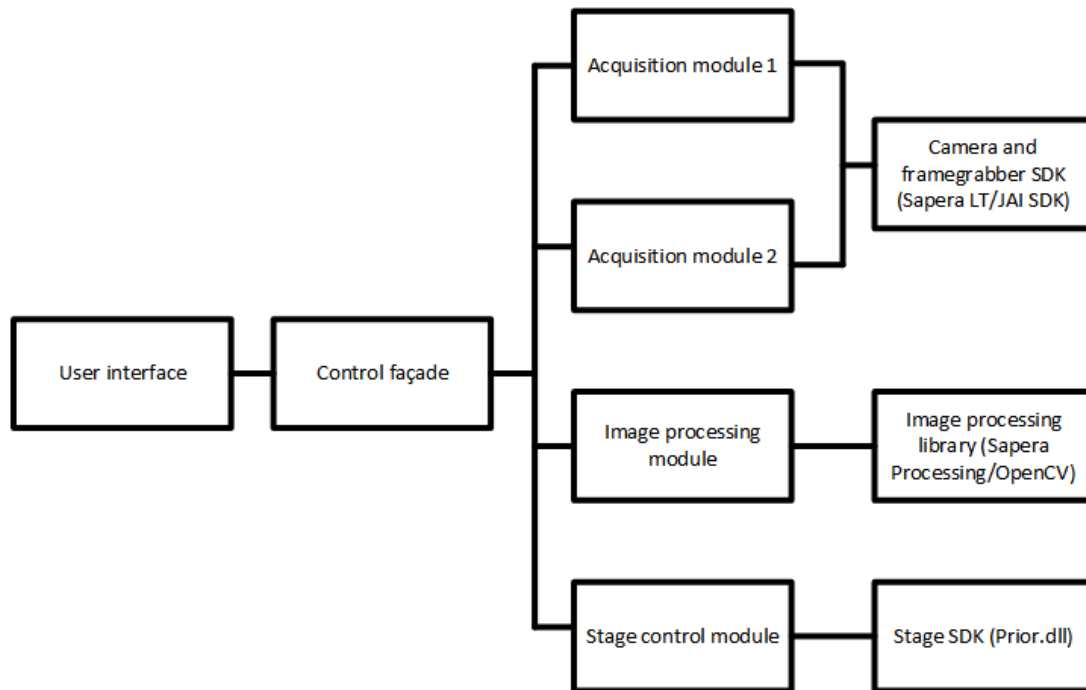 Acquisition module 1
Camera and
framegrabber SDK
(Sapera LT/JAI SDK)
Acquisition module 2
User interface
Control façade
Image processing
module
Image processing
library (Sapera
Processing/OpenCV)
Stage control module
Stage SDK (Prior.dll)